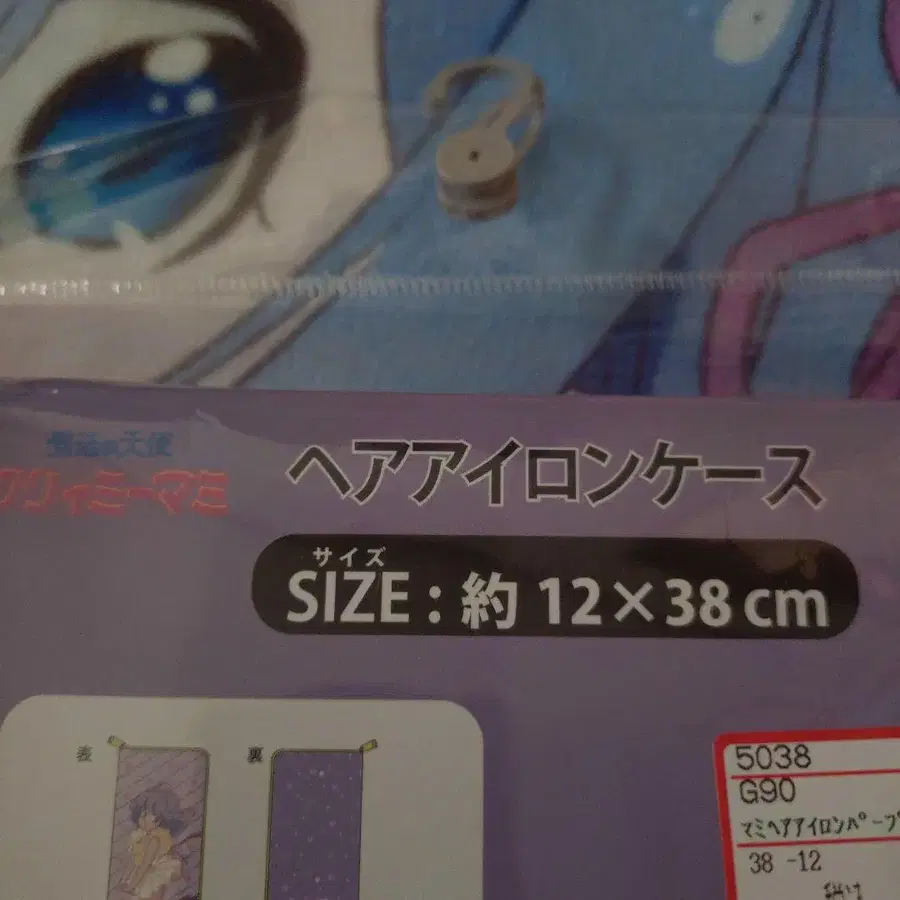 魔法の天使
クリィミーマミ
ヘアアイロンケース
サイズ
SIZE : 約 12×38 cm
表
裏
5038
G90
マミヘアアイロンパープ
38 -12